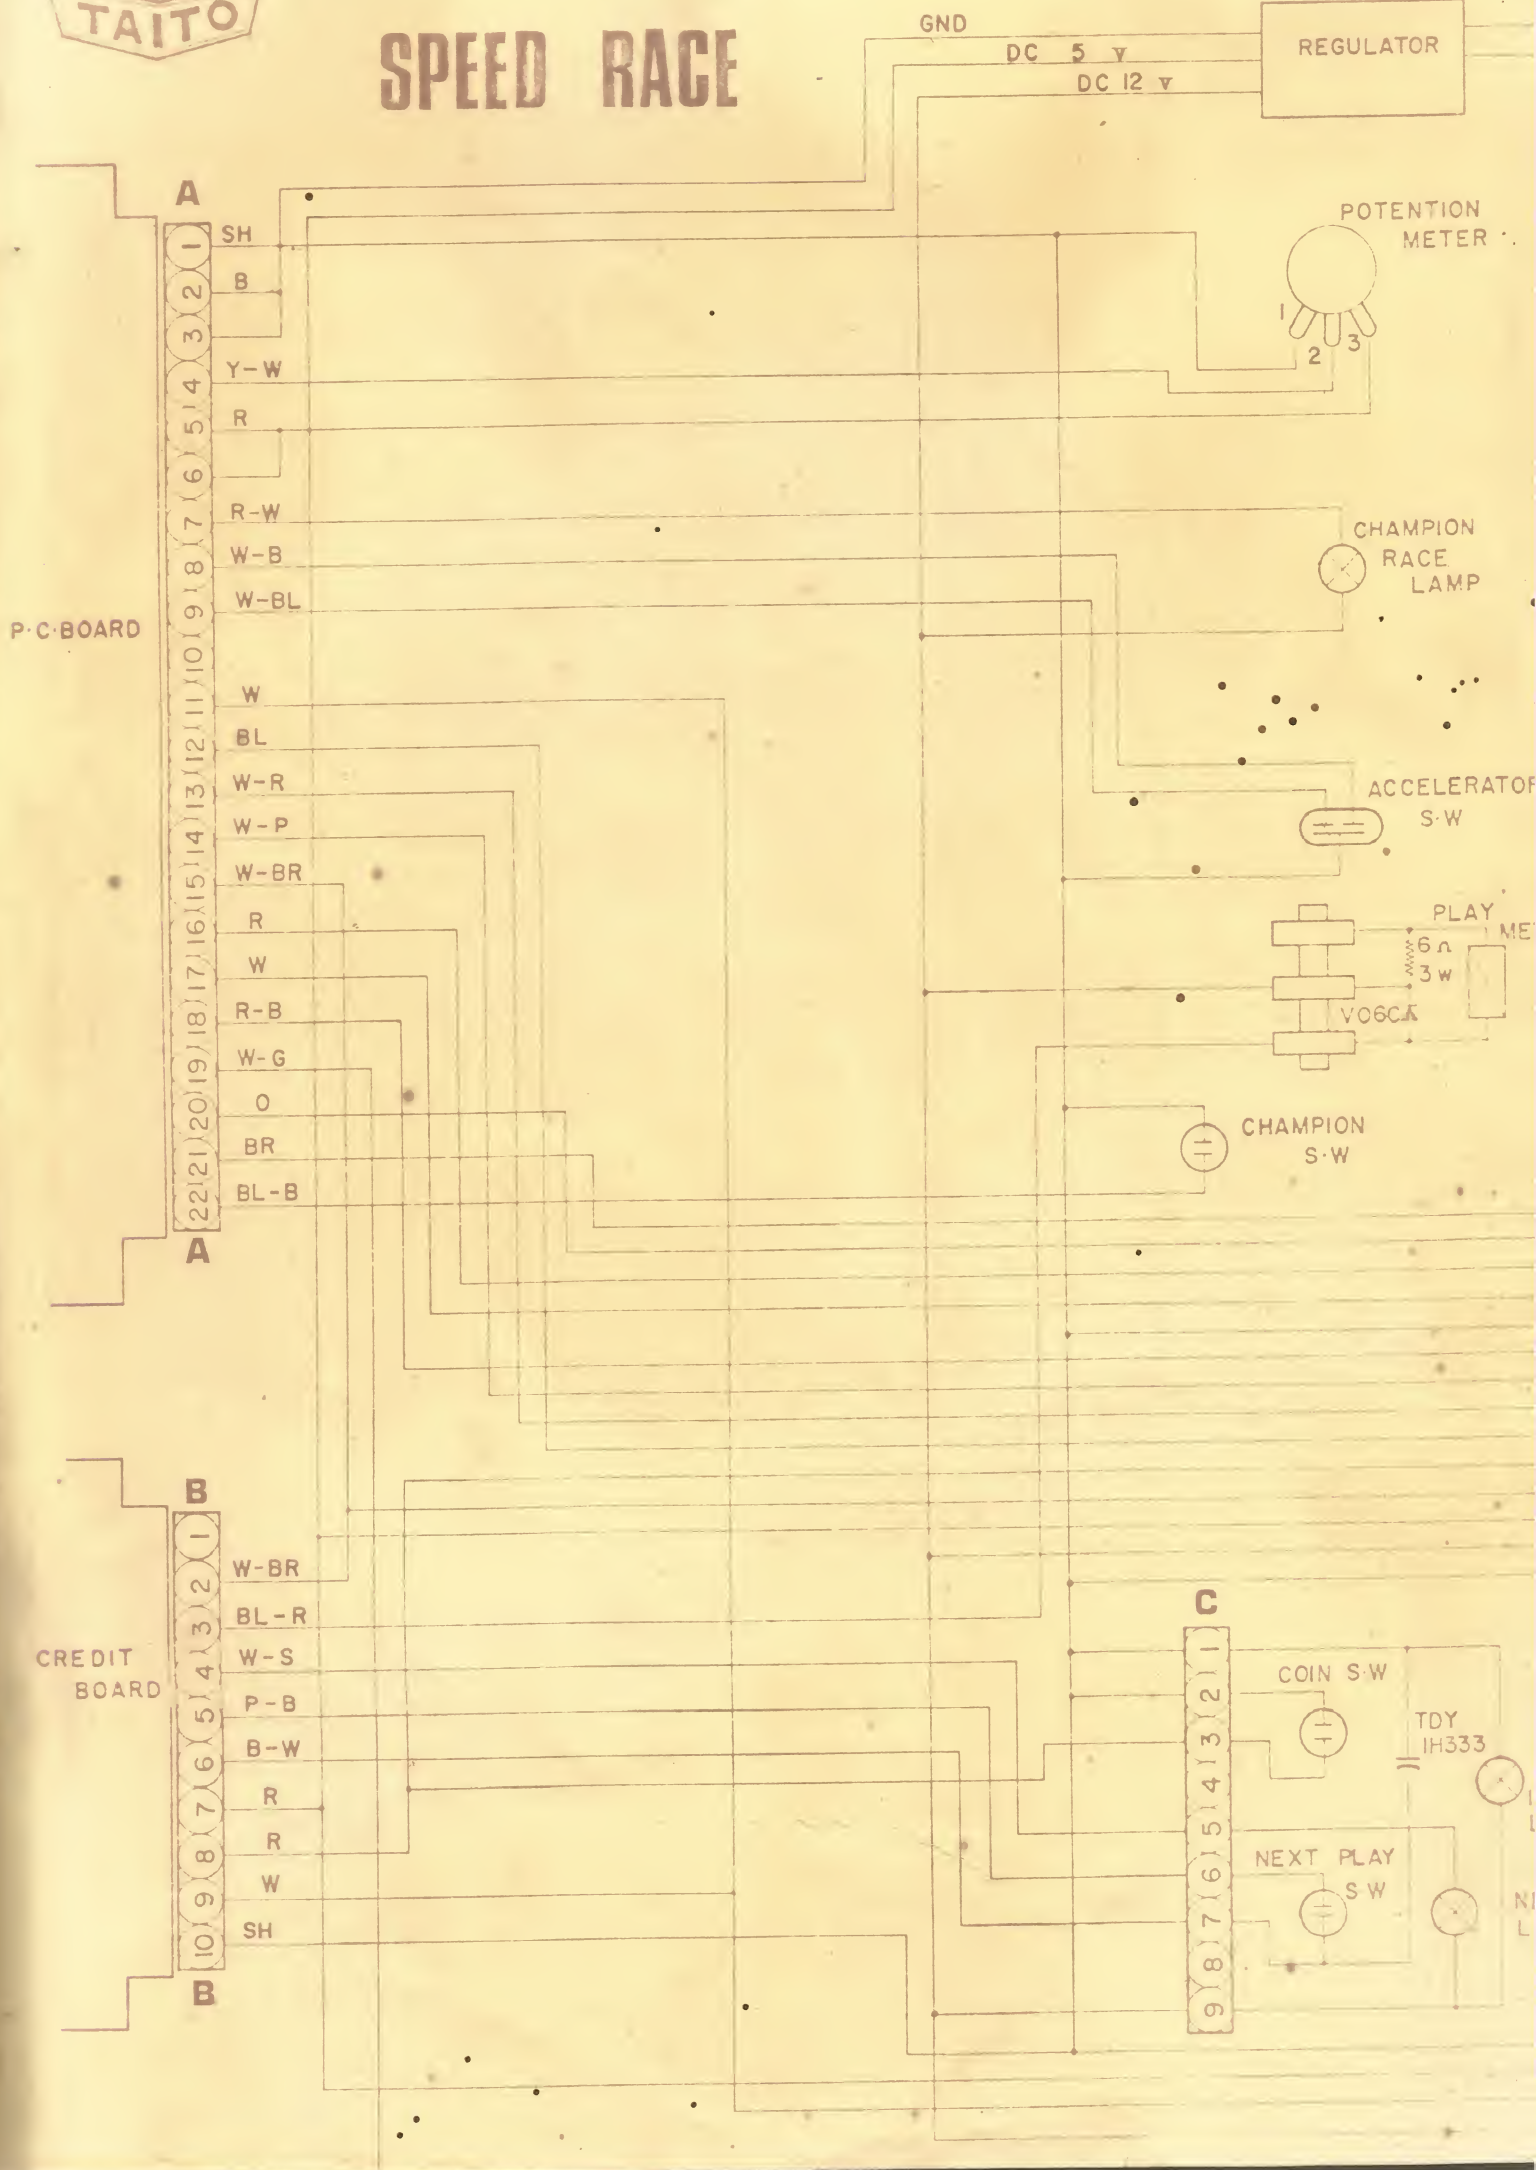 TAITO
SPEED RACE
GND
DC 5 V
DC 12 V
REGULATOR
POTENTION
METER
1
2
3
A
1 SH
2 B
3
4 Y-W
5 R
6
7 R-W
8 W-B
9 W-BL
10
11 W
12 BL
13 W-R
14 W-P
15 W-BR
16 R
17 W
18 R-B
19 W-G
20 O
21 BR
22 BL-B
A
P·C·BOARD
CHAMPION
RACE
LAMP
ACCELERATOR
S·W
PLAY
ME
6Ω
3W
V06C
CHAMPION
S·W
B
1
2 W-BR
3 BL-R
4 W-S
5 P-B
6 B-W
7 R
8 R
9 W
10 SH
B
CREDIT
BOARD
C
1
2
3
4
5
6
7
8
9
COIN S·W
TDY
1H333
L
NEXT PLAY
S W
L